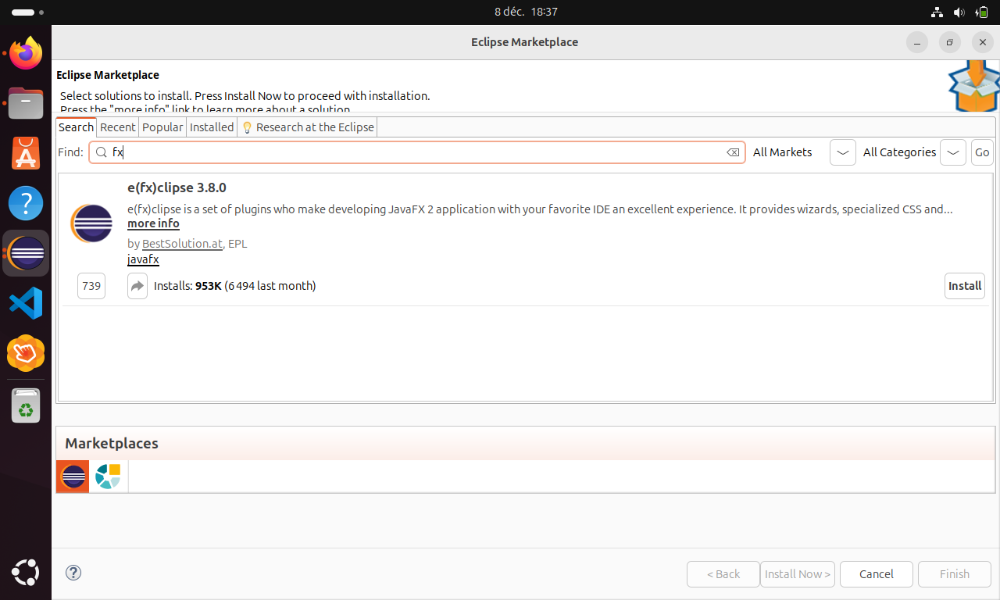 8 déc. 18:37
Eclipse Marketplace
Eclipse Marketplace
Select solutions to install. Press Install Now to proceed with installation.
Press the "more info" link to learn more about a solution.
Search Recent Popular Installed Research at the Eclipse
Find: fx All Markets All Categories Go
e(fx)clipse 3.8.0
e(fx)clipse is a set of plugins who make developing JavaFX 2 application with your favorite IDE an excellent experience. It provides wizards, specialized CSS and...
more info
by BestSolution.at, EPL
javafx
739 Installs: 953K (6 494 last month) Install
Marketplaces
< Back Install Now > Cancel Finish